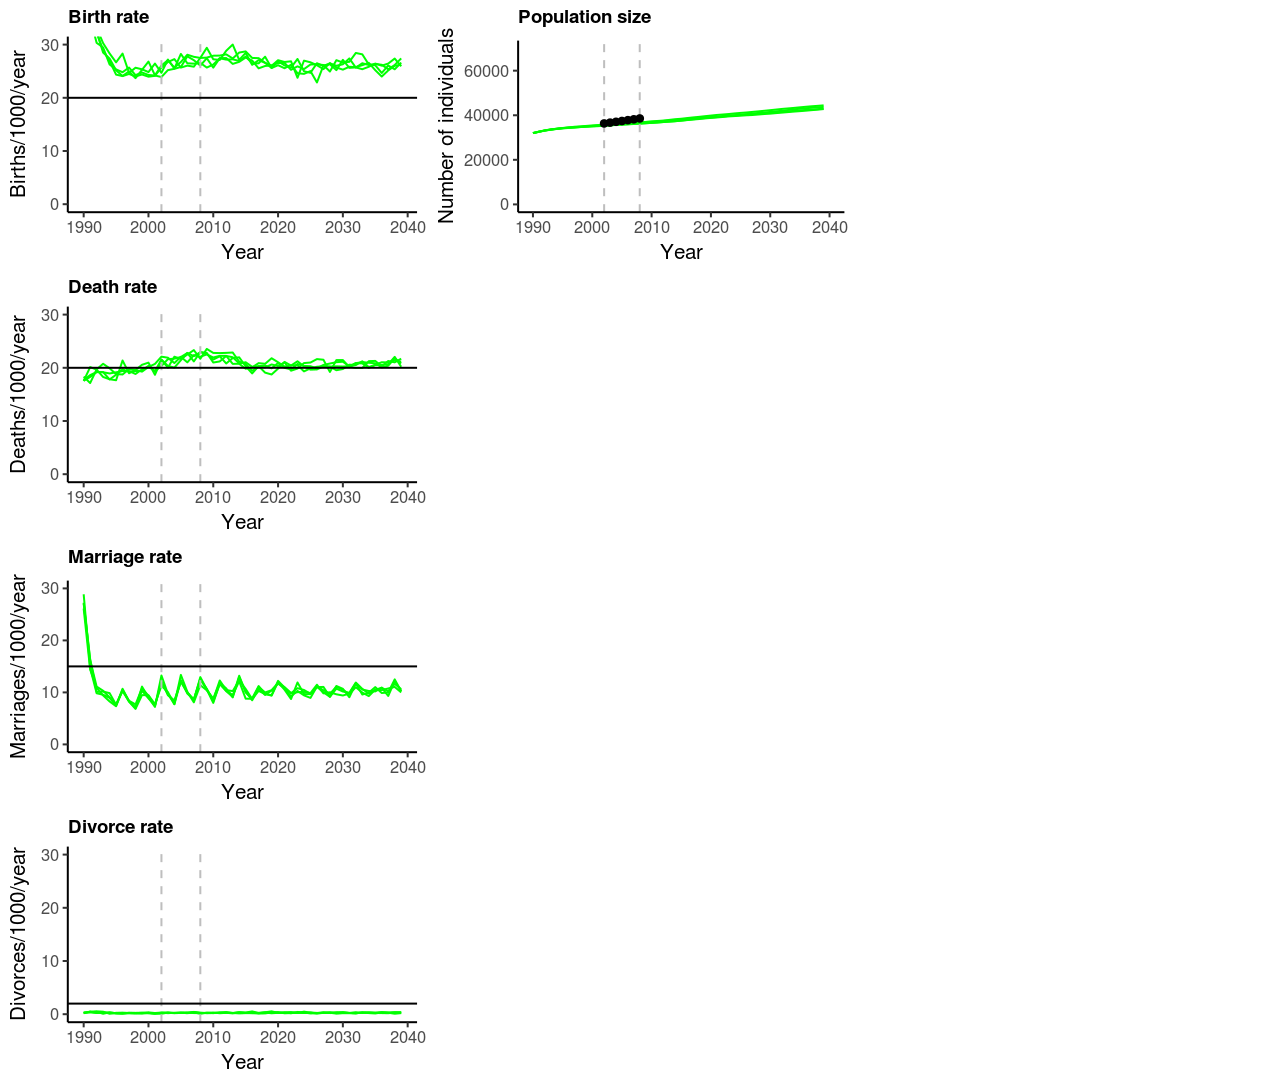 Birth rate
Births/1000/year
30
20
10
0
1990 2000 2010 2020 2030 2040
Year
Population size
Number of individuals
60000
40000
20000
0
1990 2000 2010 2020 2030 2040
Year
Death rate
Deaths/1000/year
30
20
10
0
1990 2000 2010 2020 2030 2040
Year
Marriage rate
Marriages/1000/year
30
20
10
0
1990 2000 2010 2020 2030 2040
Year
Divorce rate
Divorces/1000/year
30
20
10
0
1990 2000 2010 2020 2030 2040
Year